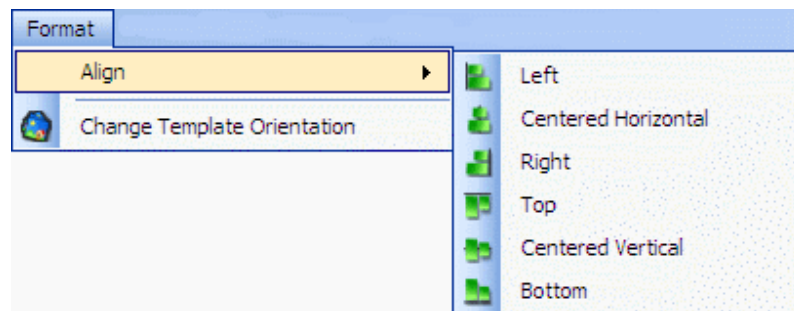 Format
Align
Change Template Orientation
Left
Centered Horizontal
Right
Top
Centered Vertical
Bottom